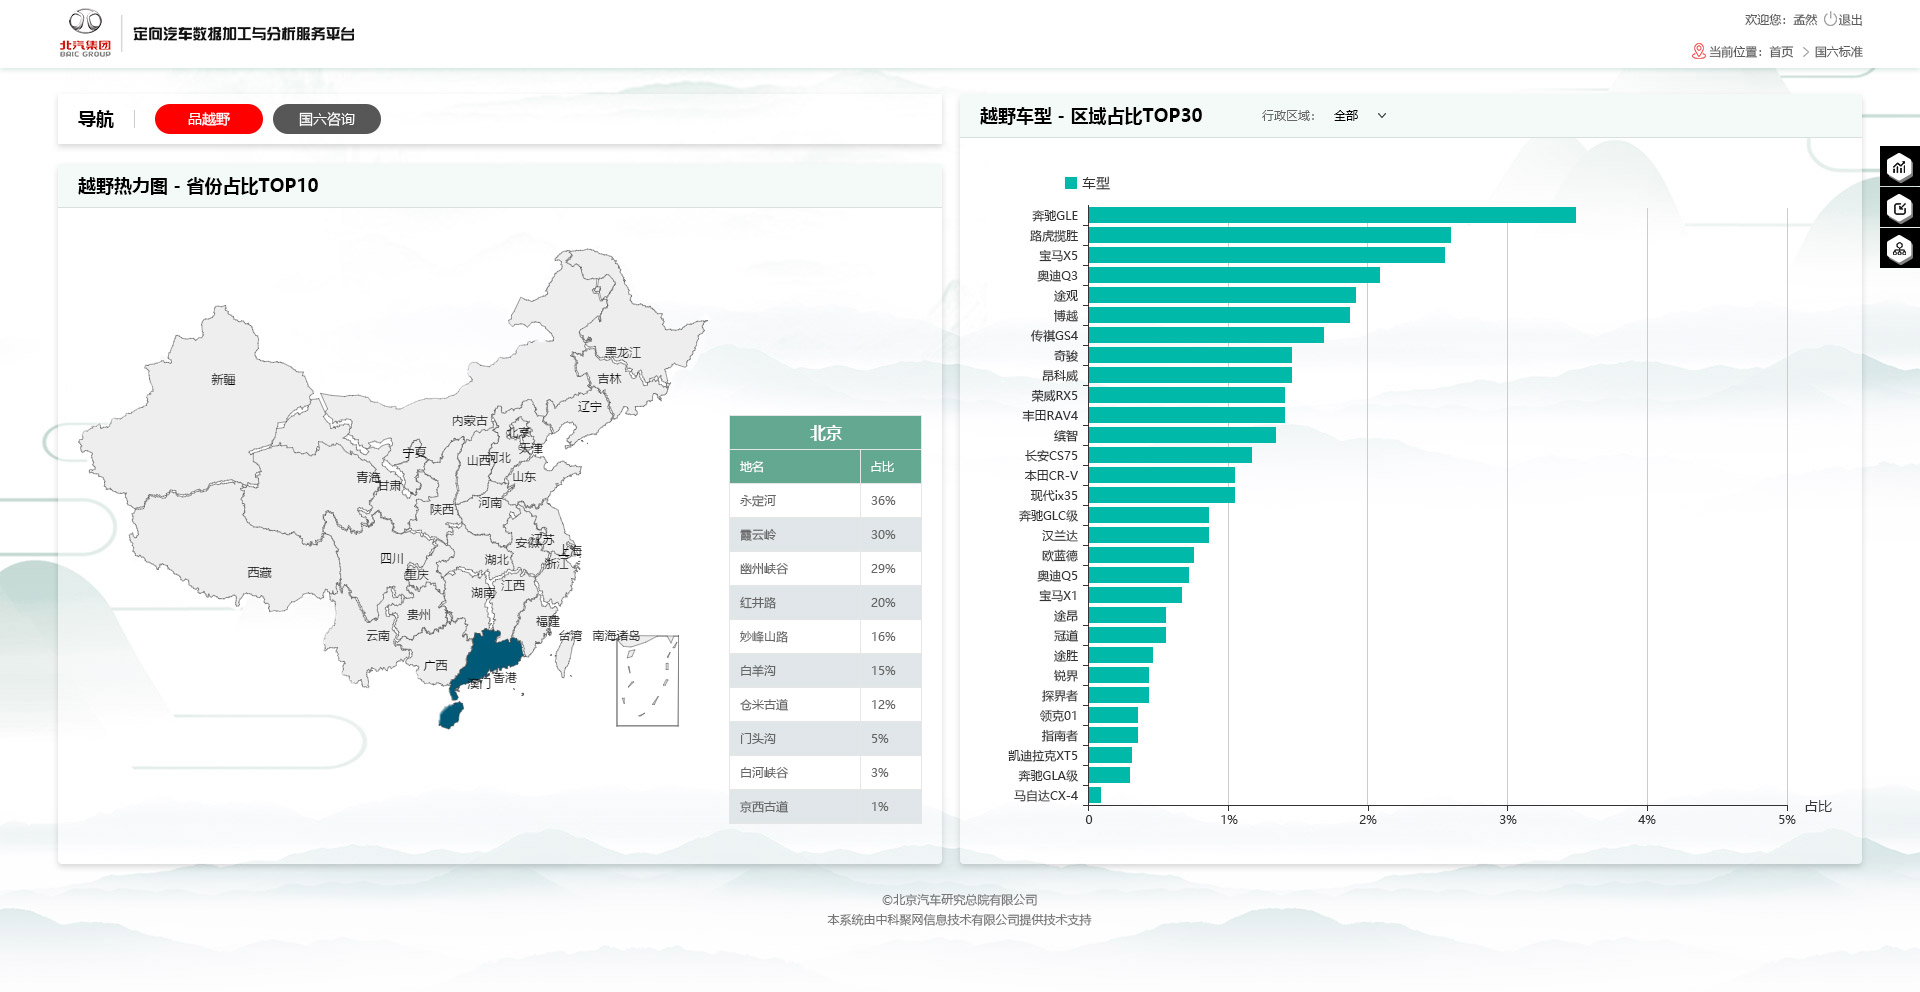 北汽集团
BAIC GROUP
定向汽车数据加工与分析服务平台
欢迎您：孟然 退出
当前位置：首页 > 国六标准
导航
品越野
国六咨询
越野热力图 - 省份占比TOP10
黑龙江
新疆
吉林
辽宁
内蒙古
北京
天津
宁夏
山西
河北
青海
甘肃
山东
陕西
河南
安徽
江苏
上海
四川
湖北
浙江
西藏
重庆
湖南
江西
贵州
福建
云南
台湾
南海诸岛
广西
澳门
香港
北京
地名 占比
永定河 36%
霞云岭 30%
幽州峡谷 29%
红井路 20%
妙峰山路 16%
白羊沟 15%
仓米古道 12%
门头沟 5%
白河峡谷 3%
京西古道 1%
越野车型 - 区域占比TOP30
行政区域： 全部
车型
奔驰GLE
路虎揽胜
宝马X5
奥迪Q3
途观
博越
传祺GS4
奇骏
昂科威
荣威RX5
丰田RAV4
缤智
长安CS75
本田CR-V
现代ix35
奔驰GLC级
汉兰达
欧蓝德
奥迪Q5
宝马X1
途昂
冠道
途胜
锐界
探界者
领克01
指南者
凯迪拉克XT5
奔驰GLA级
马自达CX-4
占比
0 1% 2% 3% 4% 5%
©北京汽车研究总院有限公司
本系统由中科聚网信息技术有限公司提供技术支持